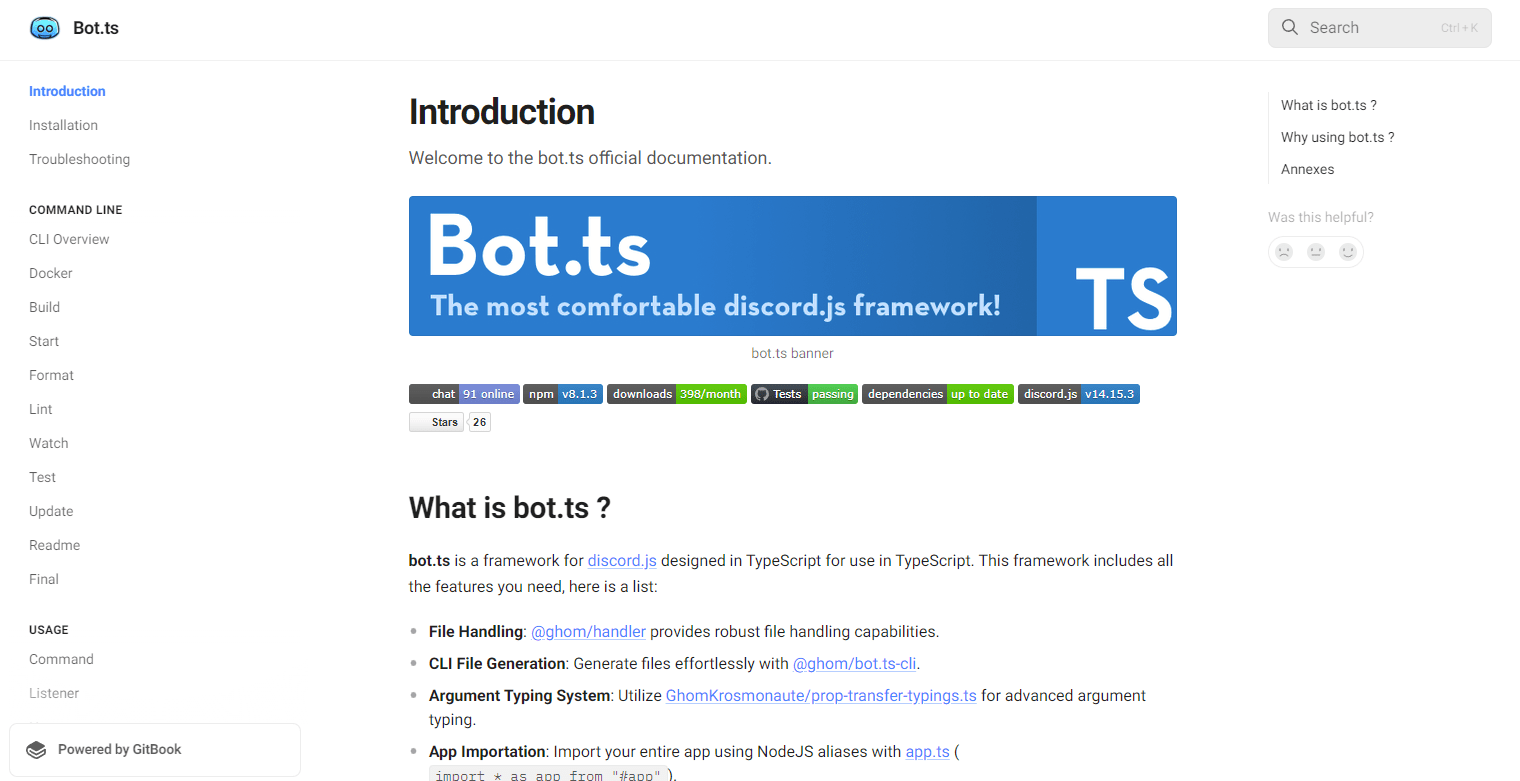 Bot.ts
Search
Ctrl + K
Introduction
Installation
Troubleshooting
COMMAND LINE
CLI Overview
Docker
Build
Start
Format
Lint
Watch
Test
Update
Readme
Final
USAGE
Command
Listener
Powered by GitBook
Introduction
Welcome to the bot.ts official documentation.
Bot.ts
The most comfortable discord.js framework!
TS
bot.ts banner
chat 91 online npm v8.1.3 downloads 398/month Tests passing dependencies up to date discord.js v14.15.3
Stars 26
What is bot.ts ?
bot.ts is a framework for discord.js designed in TypeScript for use in TypeScript. This framework includes all
the features you need, here is a list:
File Handling: @ghom/handler provides robust file handling capabilities.
CLI File Generation: Generate files effortlessly with @ghom/bot.ts-cli.
Argument Typing System: Utilize GhomKrosmonaute/prop-transfer-typings.ts for advanced argument
typing.
App Importation: Import your entire app using NodeJS aliases with app.ts (
import * as app from "#app" ).
What is bot.ts ?
Why using bot.ts ?
Annexes
Was this helpful?